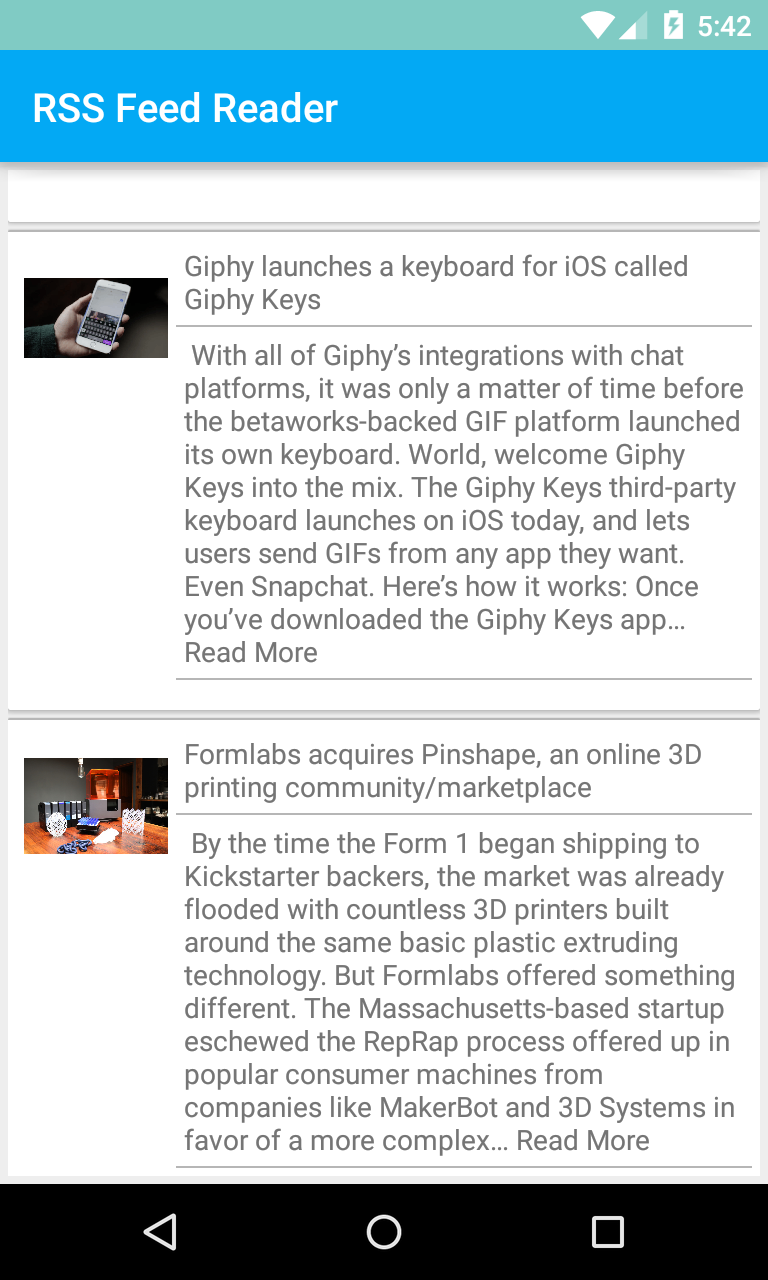 5:42
RSS Feed Reader
Giphy launches a keyboard for iOS called
Giphy Keys
With all of Giphy’s integrations with chat
platforms, it was only a matter of time before
the betaworks-backed GIF platform launched
its own keyboard. World, welcome Giphy
Keys into the mix. The Giphy Keys third-party
keyboard launches on iOS today, and lets
users send GIFs from any app they want.
Even Snapchat. Here’s how it works: Once
you’ve downloaded the Giphy Keys app…
Read More
Formlabs acquires Pinshape, an online 3D
printing community/marketplace
By the time the Form 1 began shipping to
Kickstarter backers, the market was already
flooded with countless 3D printers built
around the same basic plastic extruding
technology. But Formlabs offered something
different. The Massachusetts-based startup
eschewed the RepRap process offered up in
popular consumer machines from
companies like MakerBot and 3D Systems in
favor of a more complex… Read More